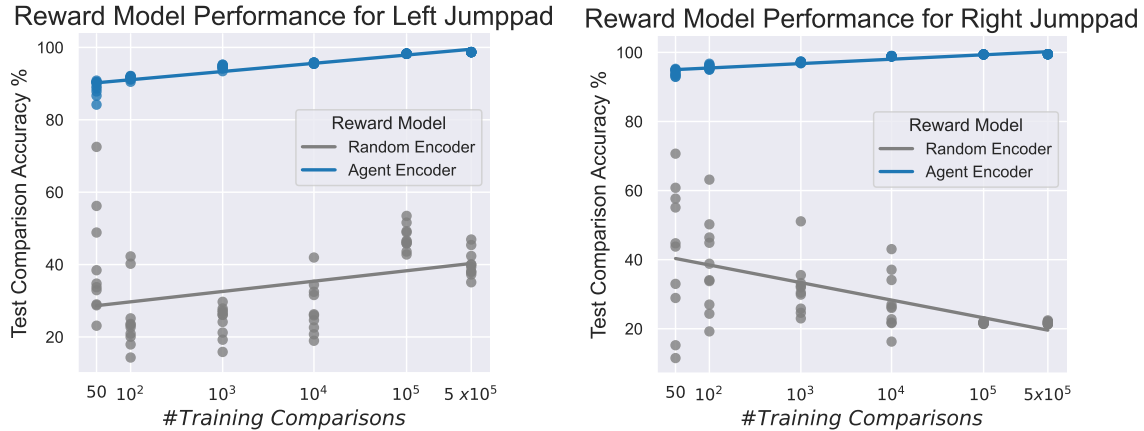 Reward Model Performance for Left Jumppad
Test Comparison Accuracy %
100
80
60
40
20
Reward Model
Random Encoder
Agent Encoder
50 10² 10³ 10⁴ 10⁵ 5 x10⁵
#Training Comparisons
Reward Model Performance for Right Jumppad
Test Comparison Accuracy %
100
80
60
40
20
Reward Model
Random Encoder
Agent Encoder
50 10² 10³ 10⁴ 10⁵ 5x10⁵
#Training Comparisons